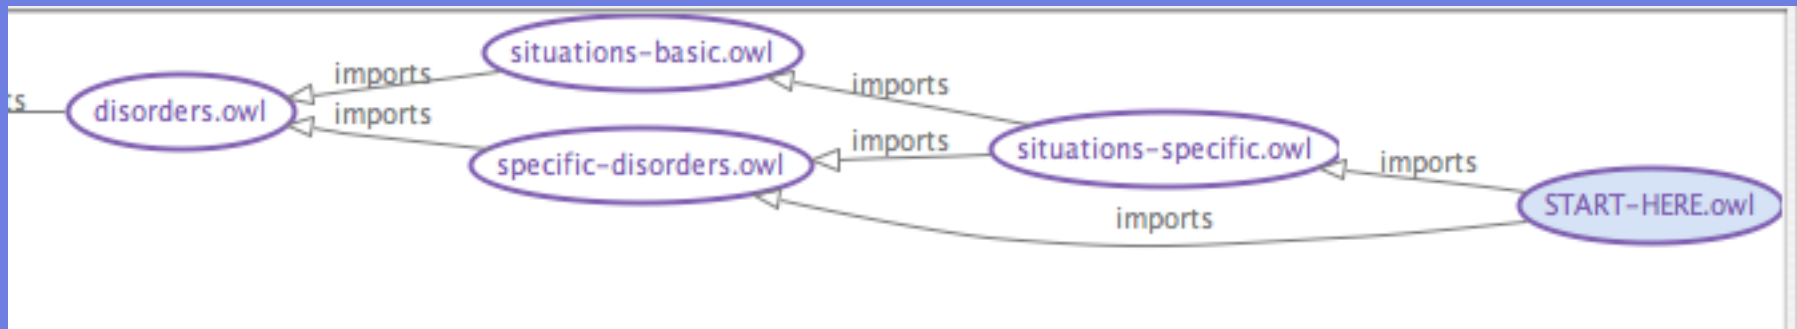 situations-basic.owl
imports
imports
ts
disorders.owl
imports
imports
situations-specific.owl
specific-disorders.owl
imports
START-HERE.owl
imports